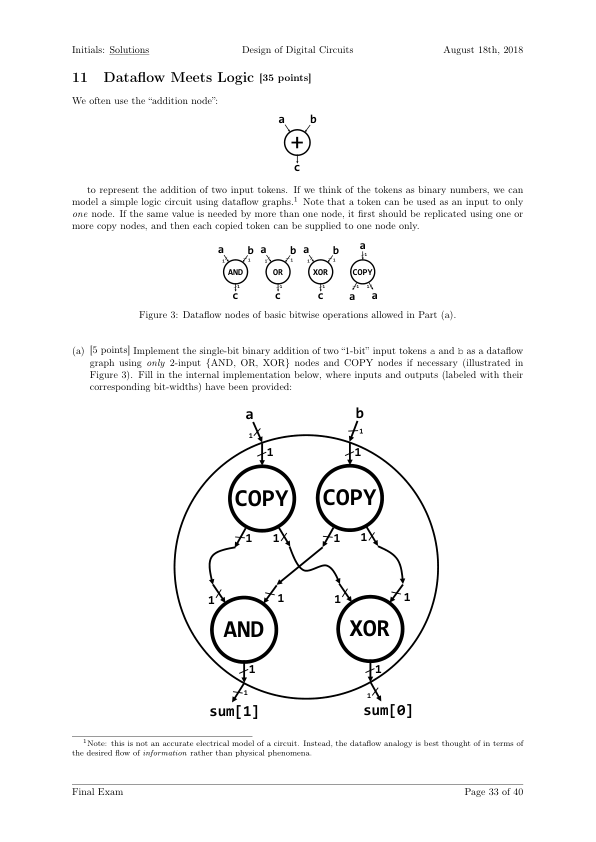 Initials: Solutions Design of Digital Circuits August 18th, 2018
11 Dataflow Meets Logic [35 points]
We often use the “addition node”:
a b
+
c
to represent the addition of two input tokens. If we think of the tokens as binary numbers, we can
model a simple logic circuit using dataflow graphs.1 Note that a token can be used as an input to only
one node. If the same value is needed by more than one node, it first should be replicated using one or
more copy nodes, and then each copied token can be supplied to one node only.
a b a b a b a
1 1 1 1 1 1 1
AND OR XOR COPY
1 1 1 1 1
c c c a a
Figure 3: Dataflow nodes of basic bitwise operations allowed in Part (a).
(a) [5 points] Implement the single-bit binary addition of two “1-bit” input tokens a and b as a dataflow
graph using only 2-input {AND, OR, XOR} nodes and COPY nodes if necessary (illustrated in
Figure 3). Fill in the internal implementation below, where inputs and outputs (labeled with their
corresponding bit-widths) have been provided:
a b
1 1
1 1
COPY COPY
1 1 1 1
1 1 1 1
AND XOR
1 1
1 1
sum[1] sum[0]
1Note: this is not an accurate electrical model of a circuit. Instead, the dataflow analogy is best thought of in terms of
the desired flow of information rather than physical phenomena.
Final Exam Page 33 of 40